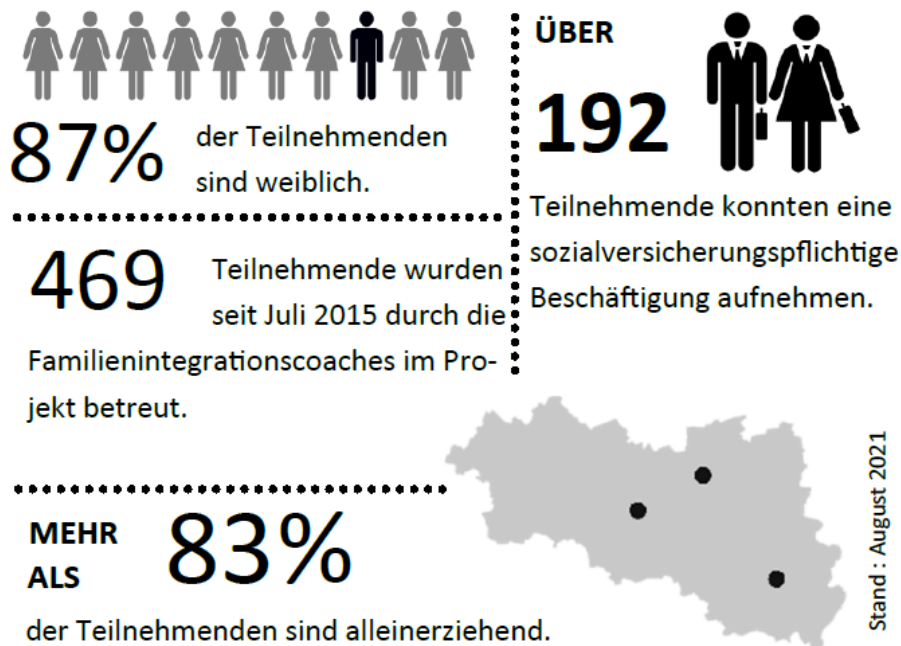 87% der Teilnehmenden
sind weiblich.
469 Teilnehmende wurden
seit Juli 2015 durch die
Familienintegrationscoaches im Pro-
jekt betreut.
ÜBER
192
Teilnehmende konnten eine
sozialversicherungspflichtige
Beschäftigung aufnehmen.
MEHR
ALS
83%
der Teilnehmenden sind alleinerziehend.
Stand : August 2021